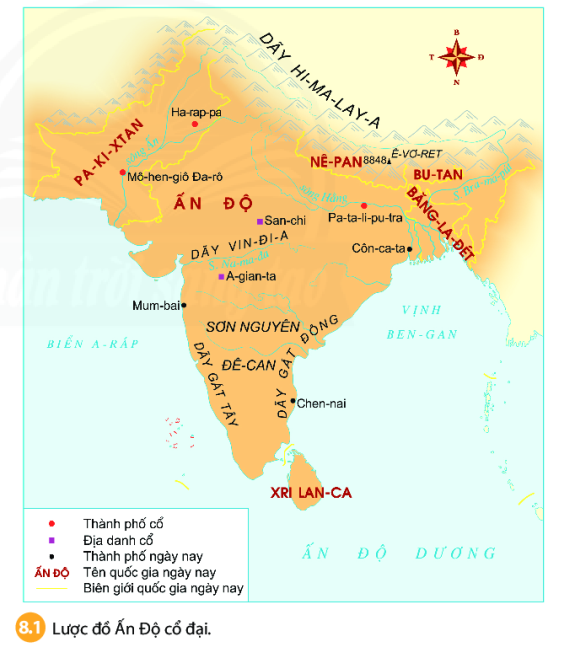 B
T
Đ
N
DÃY HI-MA-LAY-A
Ha-rap-pa
PA-KI-XTAN
Sông Ấn
Mô-hen-giô Đa-rô
NÊ-PAN
8848
Ê-VƠ-RET
BU-TAN
ẤN ĐỘ
sông Hằng
BĂNG-LA-ĐÉT
San-chi
Pa-ta-li-pu-tra
DÃY VIN-ĐI-A
Côn-ca-ta
A-gian-ta
Mum-bai
VỊNH
BEN-GAN
BIỂN A-RẬP
SƠN NGUYÊN
ĐÊ-CAN
DÃY GÁT TÂY
DÃY GÁT ĐÔNG
Chen-nai
XRI LAN-CA
ẤN ĐỘ DƯƠNG
Thành phố cổ
Địa danh cổ
Thành phố ngày nay
ẤN ĐỘ Tên quốc gia ngày nay
Biên giới quốc gia ngày nay
8.1 Lược đồ Ấn Độ cổ đại.